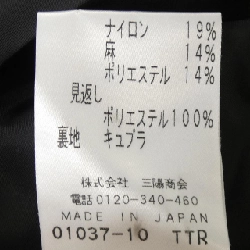 ナイロン 19%
麻 14%
ポリエステル 14%
見返し
ポリエステル100%
裏地 キュプラ
株式会社 三陽商会
電話 0120-340-460
MADE IN JAPAN
01037-10 TTR